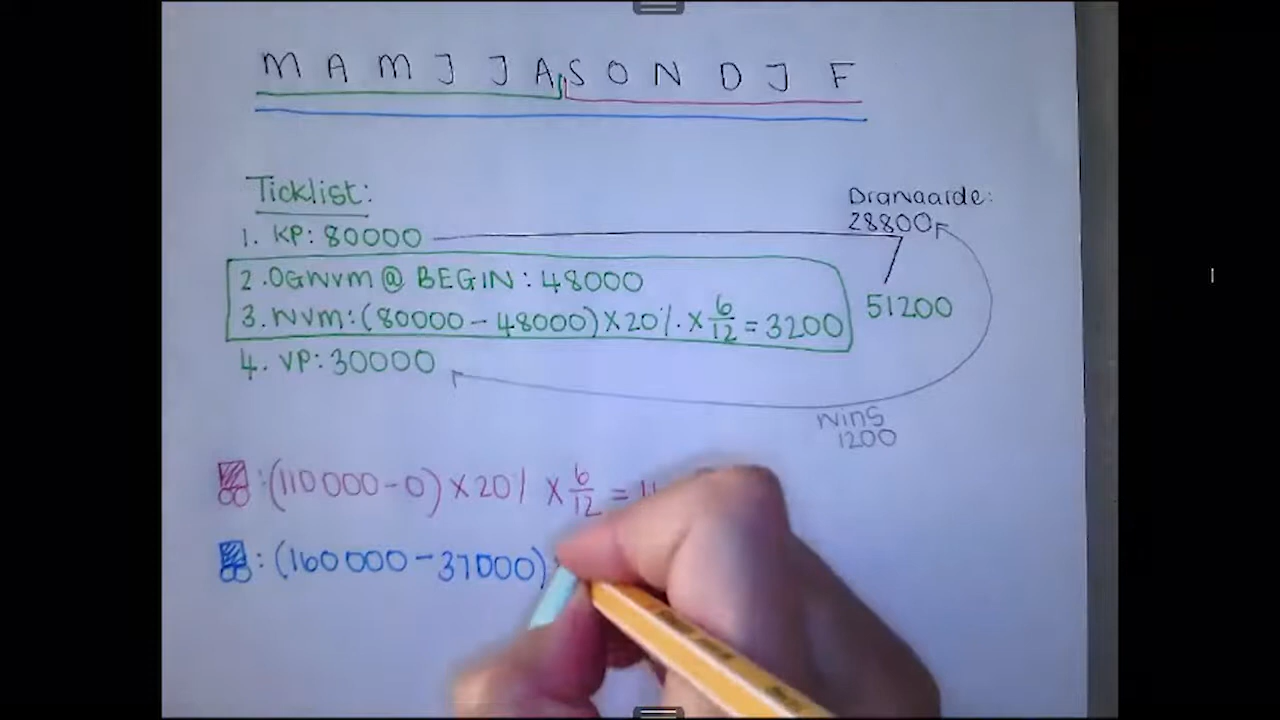 M A M J J A S O N D J F
Ticklist:
1. KP: 80000
2. OGWVM @ BEGIN: 48000
3. WVM: (80000 - 48000) X 20% X 6/12 = 3200
4. VP: 30000
Drawaarde:
28800
51200
WINS
1200
: (110000 - 0) X 20% X 6/12 = 11
: (160000 - 37000)